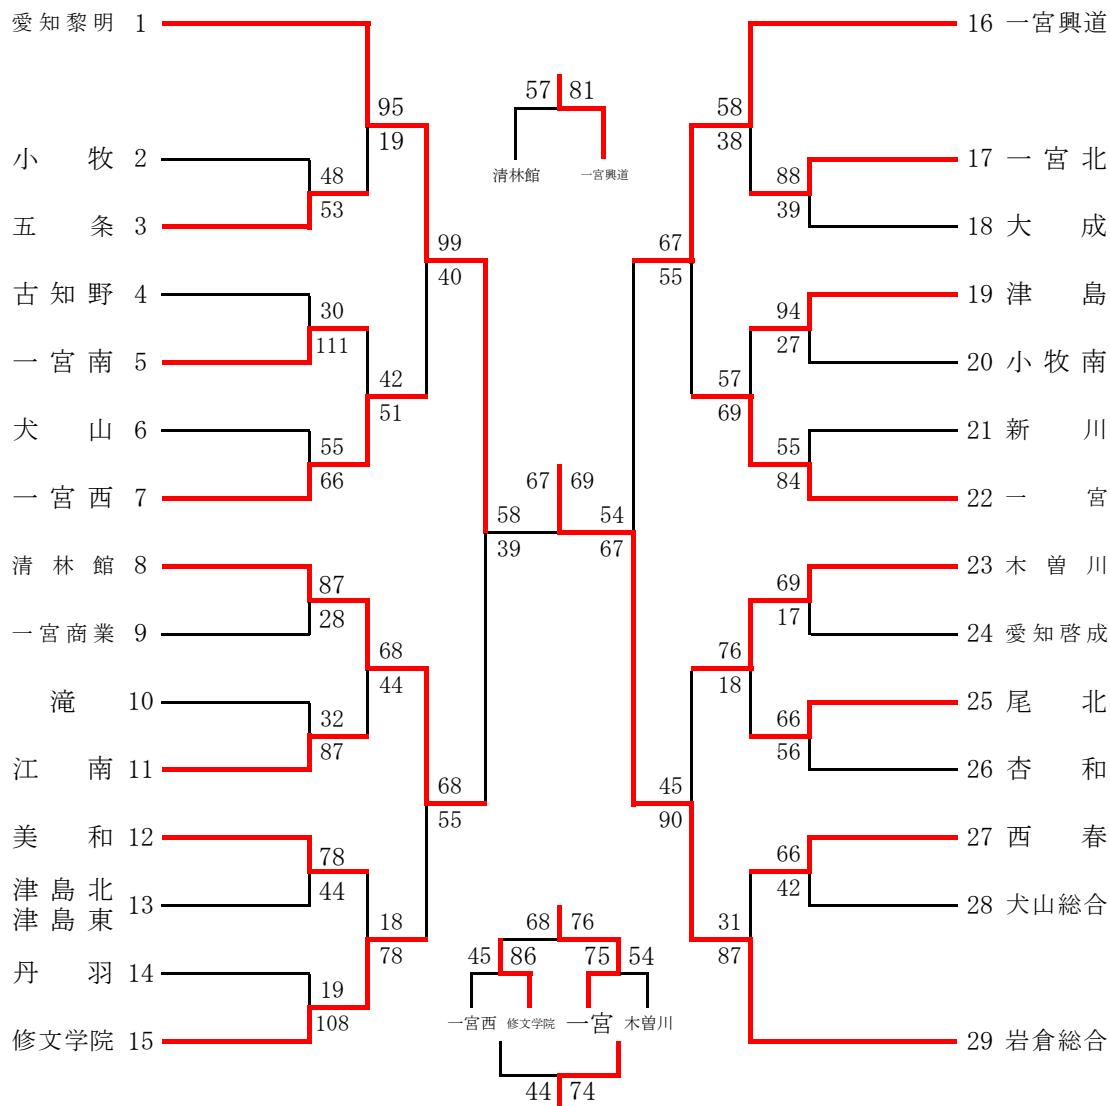 愛知黎明 1
小牧 2
五条 3
古知野 4
一宮南 5
犬山 6
一宮西 7
清林館 8
一宮商業 9
滝 10
江南 11
美和 12
津島北
津島東 13
丹羽 14
修文学院 15
95
19
48
53
99
40
30
111
42
51
55
66
58
39
87
28
68
44
32
87
68
55
78
44
18
78
19
108
57 81
清林館 一宮興道
67 69
54
67
68 76
45 86 75 54
一宮西 修文学院 一宮 木曽川
44 74
58
38
88
39
67
55
94
27
57
69
55
84
69
17
76
18
66
56
45
90
66
42
31
87
16 一宮興道
17 一宮北
18 大成
19 津島
20 小牧南
21 新川
22 一宮
23 木曽川
24 愛知啓成
25 尾北
26 杏和
27 西春
28 犬山総合
29 岩倉総合